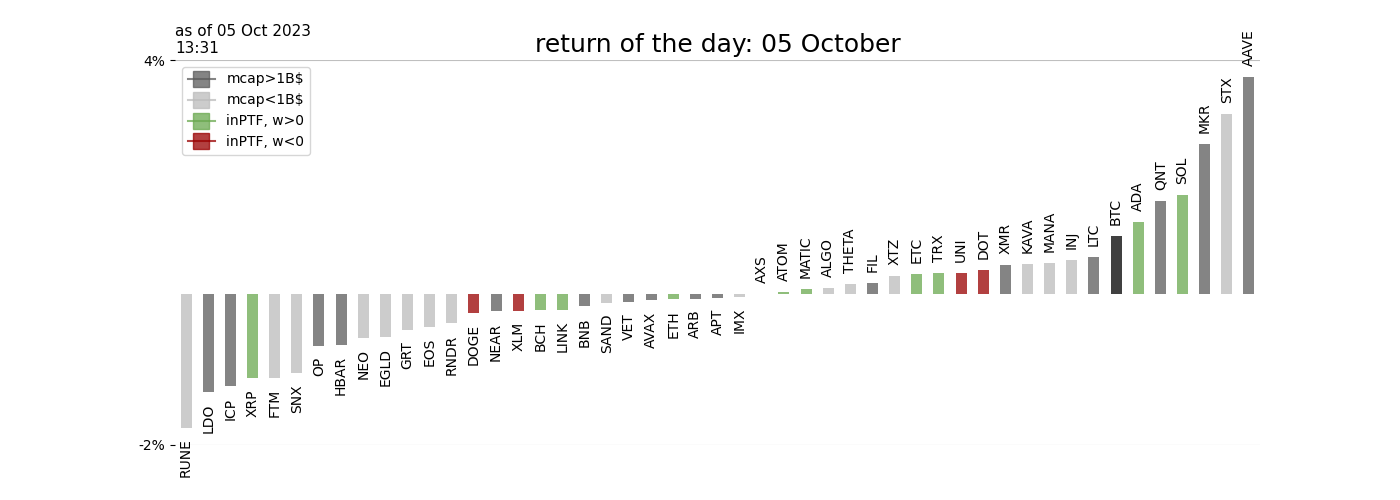 as of 05 Oct 2023
13:31
return of the day: 05 October
4%
mcap>1B$
mcap<1B$
inPTF, w>0
inPTF, w<0
-2%
RUNE
LDO
ICP
XRP
FTM
SNX
OP
HBAR
NEO
EGLD
GRT
EOS
RNDR
DOGE
NEAR
XLM
BCH
LINK
BNB
SAND
VET
AVAX
ETH
ARB
APT
IMX
AXS
ATOM
MATIC
ALGO
THETA
FIL
XTZ
ETC
TRX
UNI
DOT
XMR
KAVA
MANA
INJ
LTC
BTC
ADA
QNT
SOL
MKR
STX
AAVE